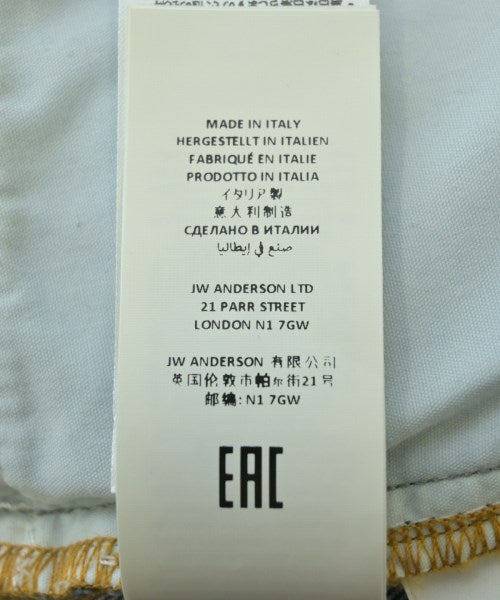 MADE IN ITALY
HERGESTELLT IN ITALIEN
FABRIQUÉ EN ITALIE
PRODOTTO IN ITALIA
イタリア製
意大利制造
СДЕЛАНО В ИТАЛИИ
صنع في إيطاليا
JW ANDERSON LTD
21 PARR STREET
LONDON N1 7GW
JW ANDERSON 有限公司
英国伦敦市帕尔街21号
邮编: N1 7GW
EAC